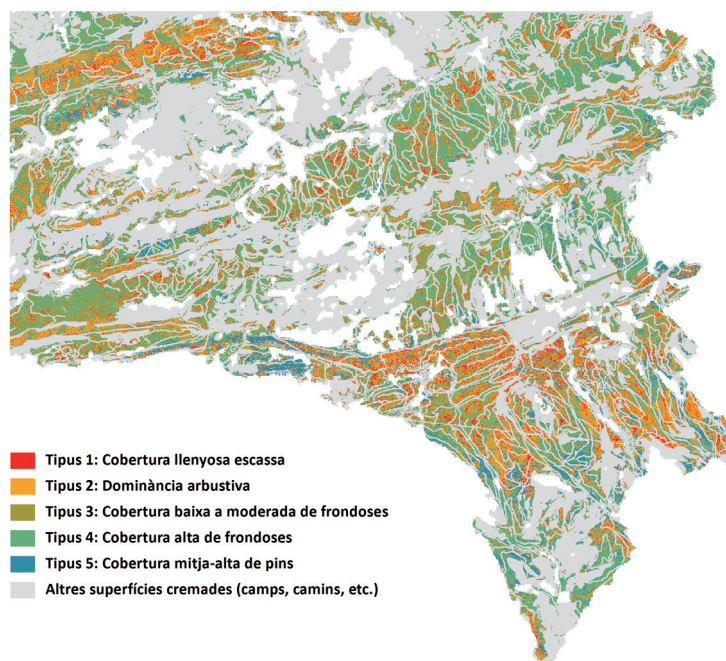 Tipus 1: Cobertura llenyosa escassa
Tipus 2: Dominància arbustiva
Tipus 3: Cobertura baixa a moderada de frondoses
Tipus 4: Cobertura alta de frondoses
Tipus 5: Cobertura mitja-alta de pins
Altres superfícies cremades (camps, camins, etc.)